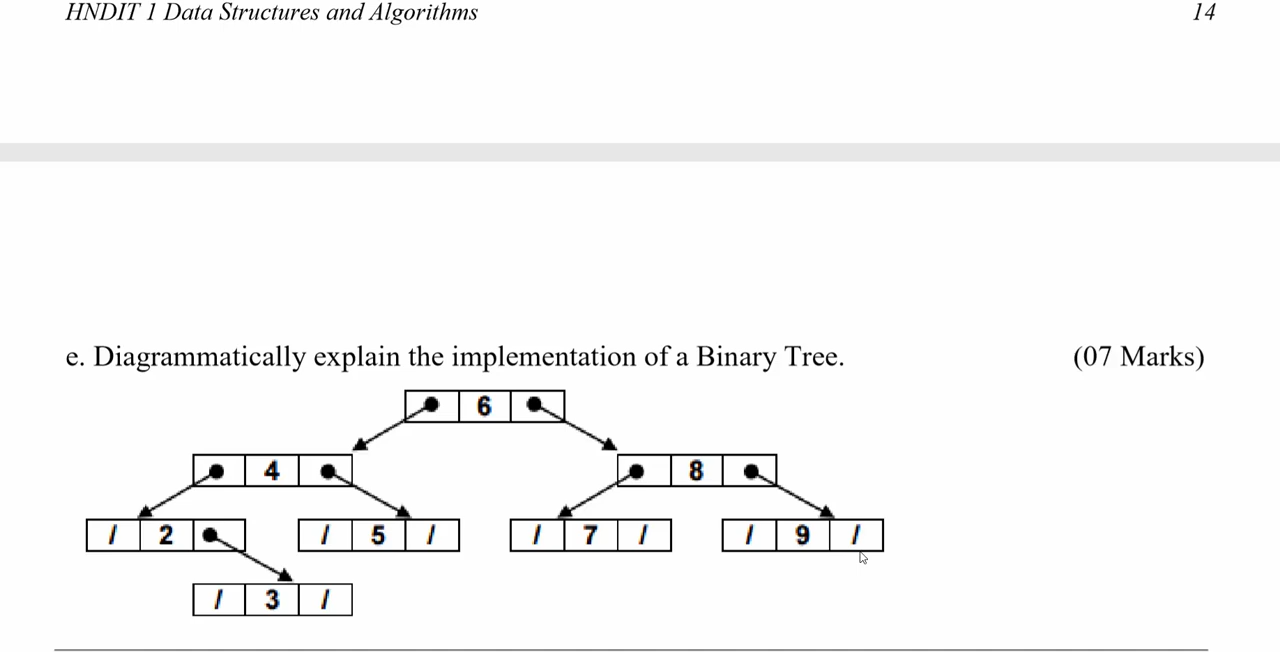 HNDIT 1 Data Structures and Algorithms 14
e. Diagrammatically explain the implementation of a Binary Tree. (07 Marks)
6
4 8
/ 2 / 5 / / 7 / / 9 /
/ 3 /